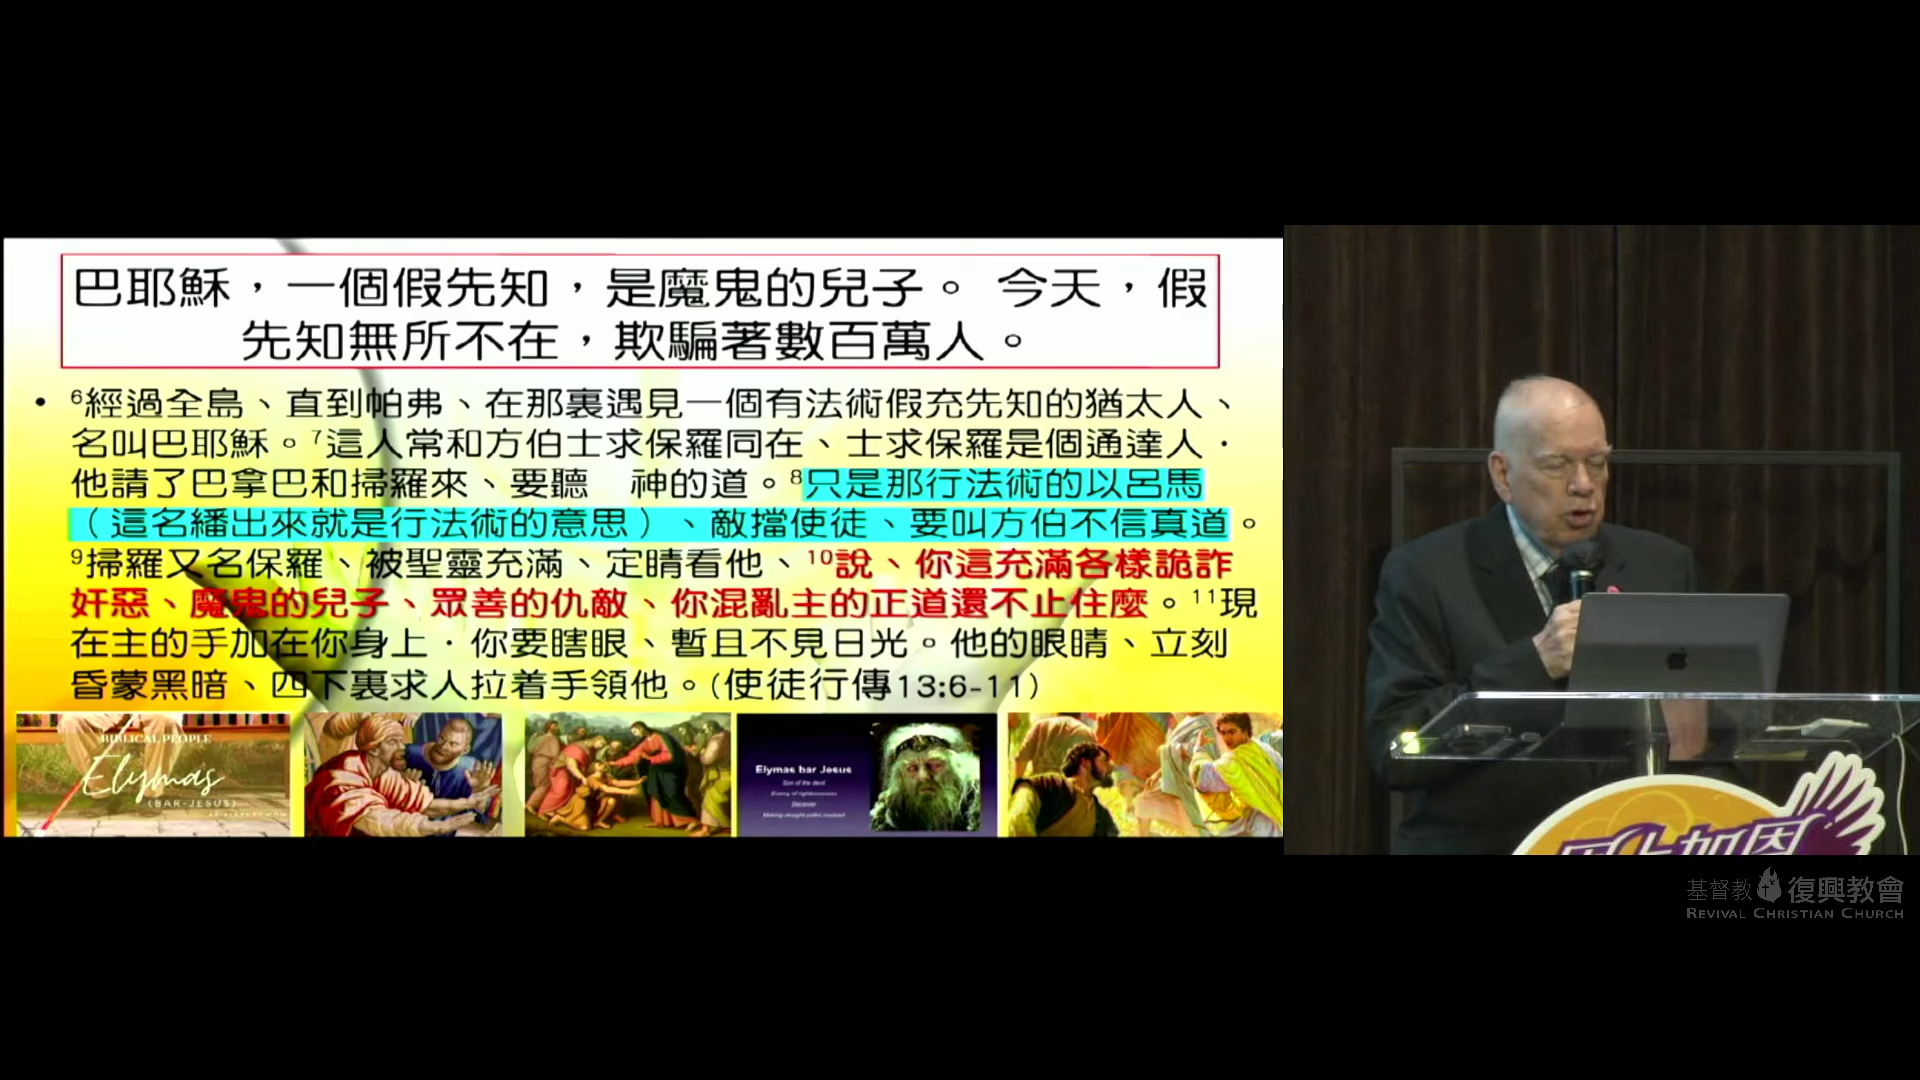 巴耶穌，一個假先知，是魔鬼的兒子。 今天，假
先知無所不在，欺騙著數百萬人。
• ⁶經過全島、直到帕弗、在那裏遇見一個有法術假充先知的猶太人、
名叫巴耶穌。⁷這人常和方伯士求保羅同在、士求保羅是個通達人．
他請了巴拿巴和掃羅來、要聽　神的道。⁸只是那行法術的以呂馬
（這名繙出來就是行法術的意思）、敵擋使徒、要叫方伯不信真道。
⁹掃羅又名保羅、被聖靈充滿、定睛看他、¹⁰說、你這充滿各樣詭詐
奸惡、魔鬼的兒子、眾善的仇敵、你混亂主的正道還不止住麼。¹¹現
在主的手加在你身上．你要瞎眼、暫且不見日光。他的眼睛、立刻
昏蒙黑暗、四下裏求人拉着手領他。(使徒行傳13:6-11)
BIBLICAL PEOPLE
Elymas
(BAR-JESUS)
Elymas bar Jesus
Son of the devil
Enemy of righteousness
Deceiver
Making straight paths crooked
基督教 復興教會
REVIVAL CHRISTIAN CHURCH